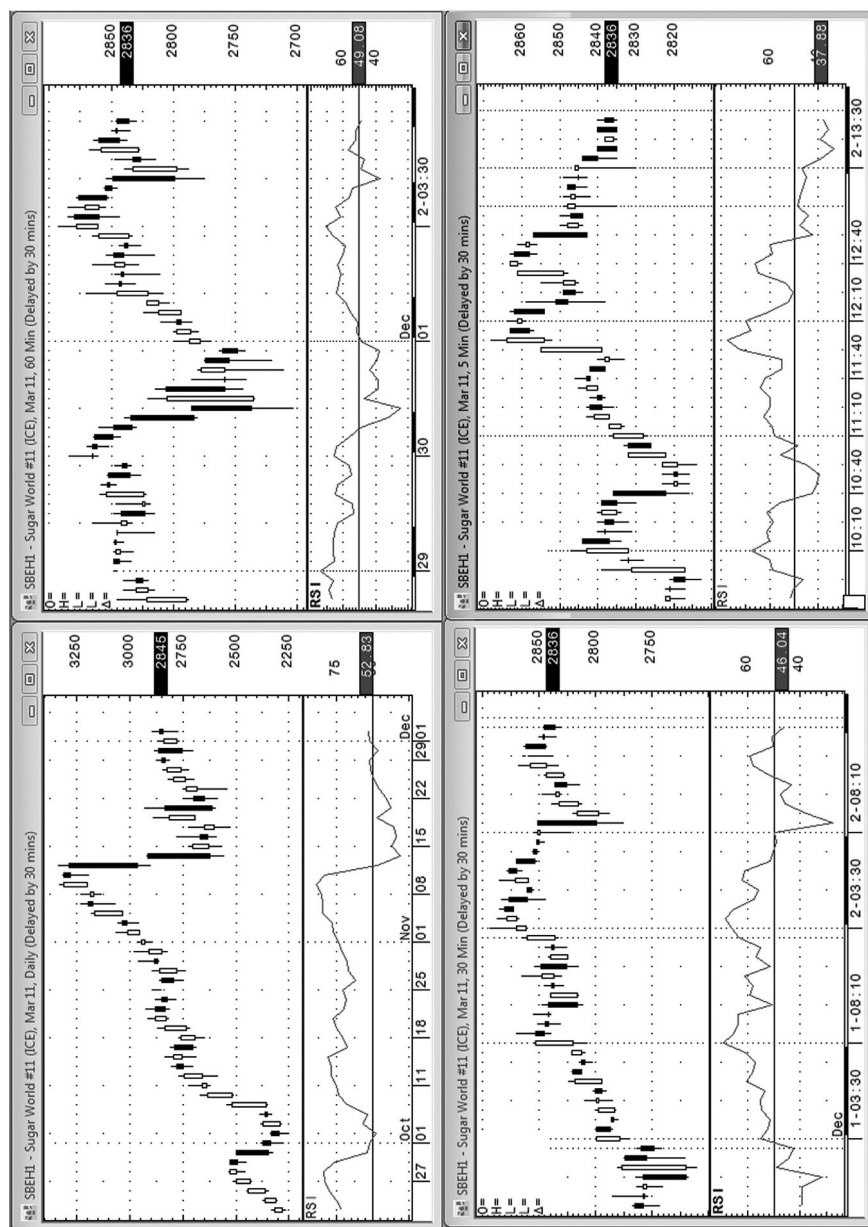 SBEH1 - Sugar World #11 (ICE), Mar 11, Daily (Delayed by 30 mins)
3250
3000
2845
2750
2500
2250
RSI
75
52.83
27
Oct
01
11
18
25
Nov
01
08
15
22
29
Dec
01
SBEH1 - Sugar World #11 (ICE), Mar 11, 60 Min (Delayed by 30 mins)
O=
H=
L=
L=
Δ=
2850
2836
2800
2750
2700
RSI
60
49.08
40
29
30
Dec
01
2-03:30
SBEH1 - Sugar World #11 (ICE), Mar 11, 30 Min (Delayed by 30 mins)
O=
H=
L=
L=
Δ=
2850
2836
2800
2750
RSI
60
46.04
40
Dec
1-03:30
1-08:10
2-03:30
2-08:10
SBEH1 - Sugar World #11 (ICE), Mar 11, 5 Min (Delayed by 30 mins)
O=
H=
L=
L=
Δ=
2860
2850
2840
2836
2830
2820
RSI
60
37.88
10:10
10:40
11:10
11:40
12:10
12:40
2-13:30